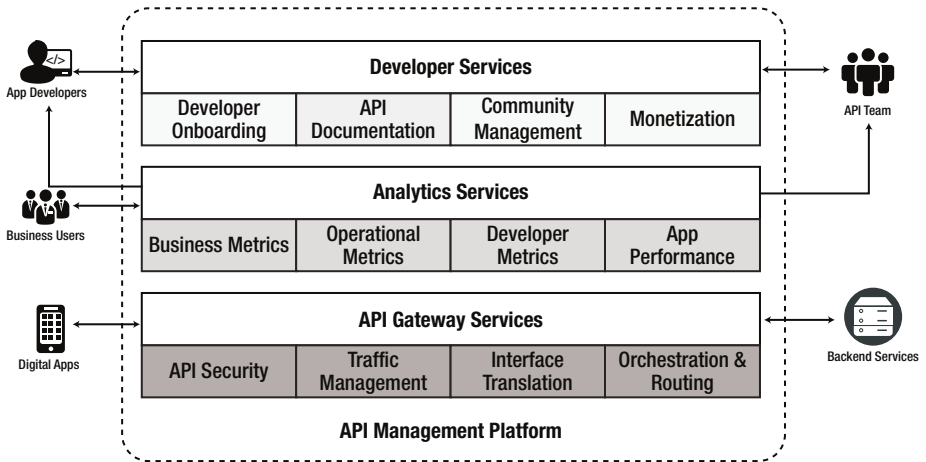 Developer Services
App Developers
API Team
Developer
Onboarding
API
Documentation
Community
Management
Monetization
Analytics Services
Business Users
Business Metrics
Operational
Metrics
Developer
Metrics
App
Performance
API Gateway Services
Digital Apps
Backend Services
API Security
Traffic
Management
Interface
Translation
Orchestration &
Routing
API Management Platform